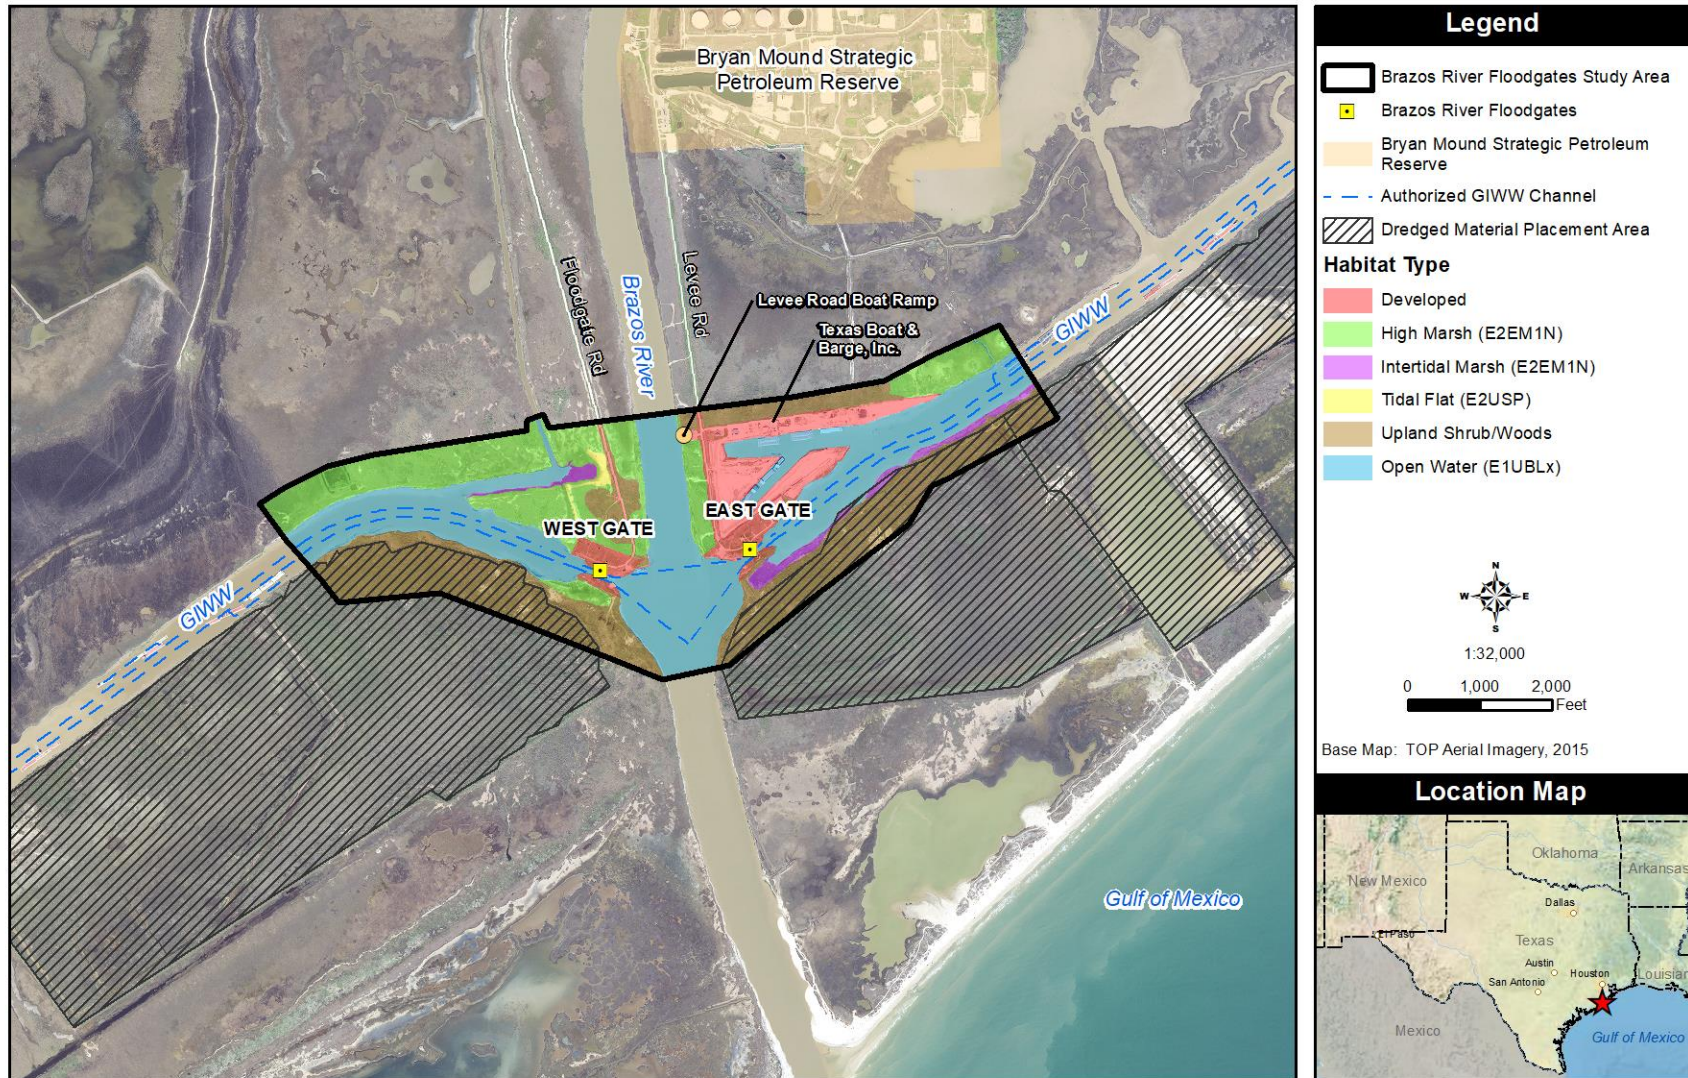 Bryan Mound Strategic
Petroleum Reserve
Floodgate Rd
Brazos River
Levee Rd
Levee Road Boat Ramp
Texas Boat &
Barge, Inc.
GIWW
WEST GATE
EAST GATE
GIWW
Gulf of Mexico
Legend
Brazos River Floodgates Study Area
Brazos River Floodgates
Bryan Mound Strategic Petroleum
Reserve
Authorized GIWW Channel
Dredged Material Placement Area
Habitat Type
Developed
High Marsh (E2EM1N)
Intertidal Marsh (E2EM1N)
Tidal Flat (E2USP)
Upland Shrub/Woods
Open Water (E1UBLx)
N
W E
S
1:32,000
0 1,000 2,000
Feet
Base Map: TOP Aerial Imagery, 2015
Location Map
Oklahoma
Arkansas
New Mexico
Dallas
El Paso
Texas
Austin
Houston
Louisian
San Antonio
Mexico
Gulf of Mexico